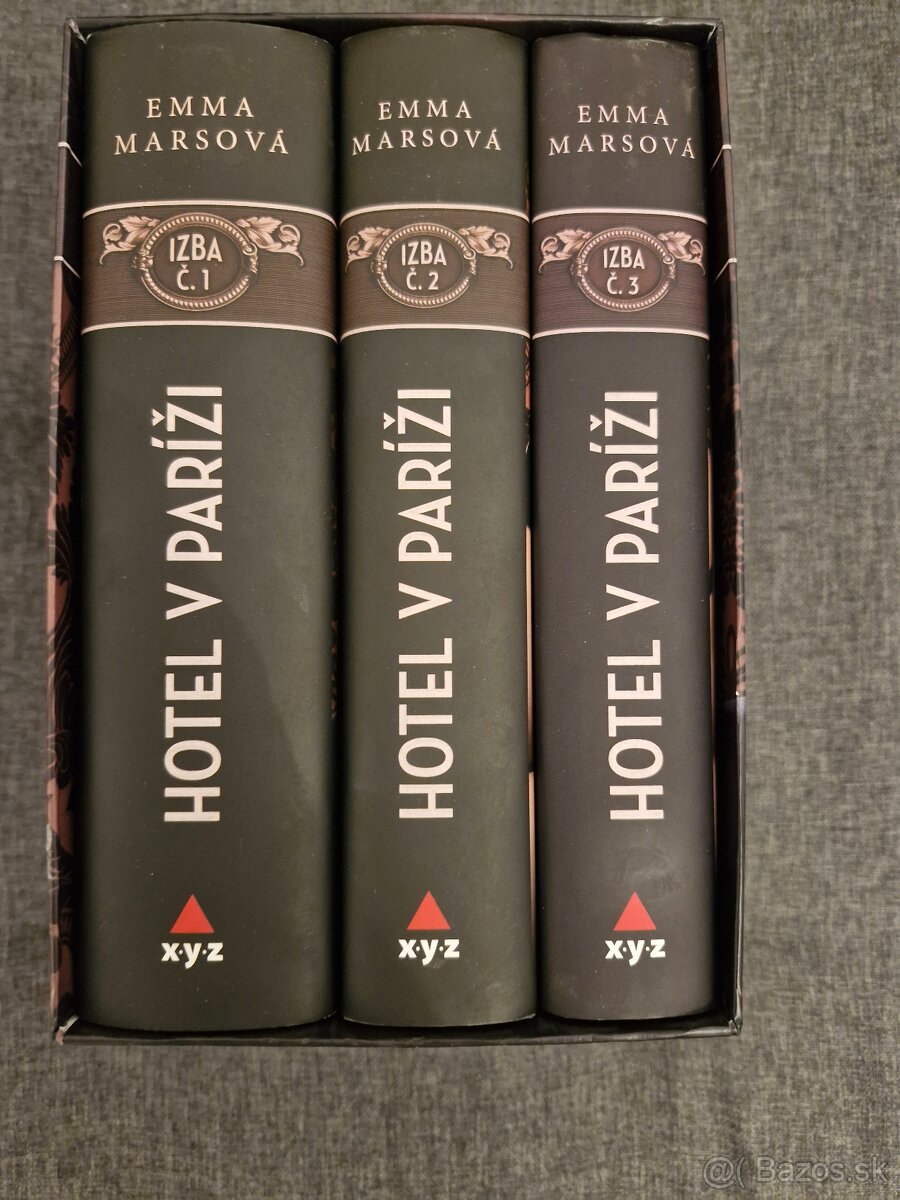 EMMA
MARSOVÁ
IZBA
Č. 1
HOTEL V PARÍŽI
x·y·z
EMMA
MARSOVÁ
IZBA
Č. 2
HOTEL V PARÍŽI
x·y·z
EMMA
MARSOVÁ
IZBA
Č. 3
HOTEL V PARÍŽI
x·y·z
@( Bazos.sk